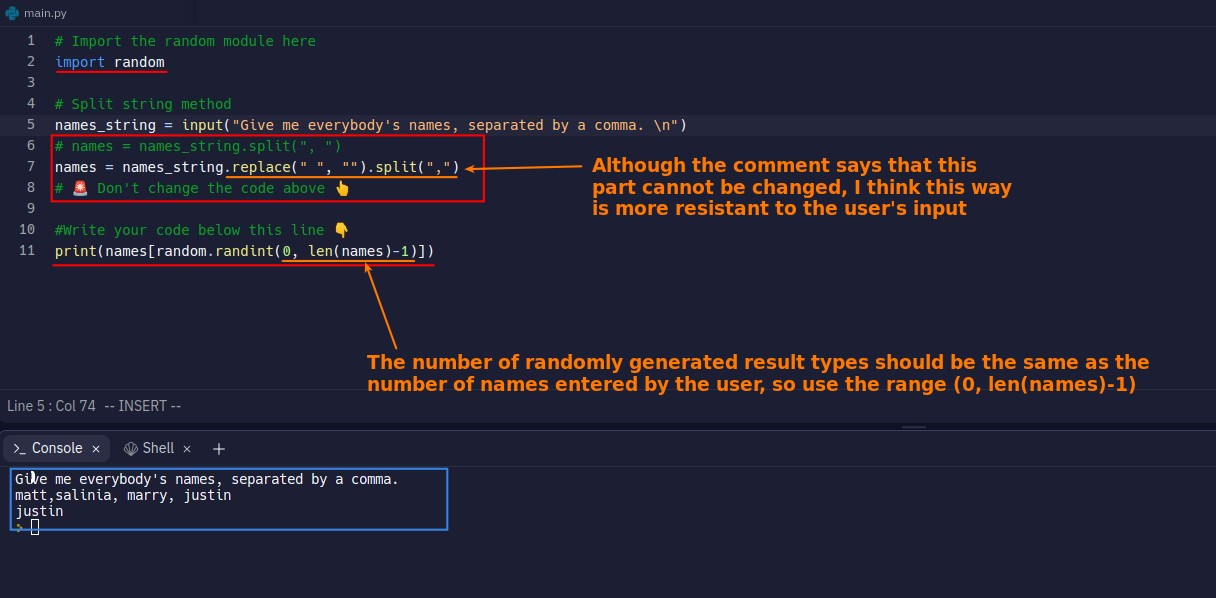 main.py
1 # Import the random module here
2 import random
3
4 # Split string method
5 names_string = input("Give me everybody's names, separated by a comma. \n")
6 # names = names_string.split(", ")
7 names = names_string.replace(" ", "").split(",")
8 # 🚨 Don't change the code above 👆
9
10 #Write your code below this line 👇
11 print(names[random.randint(0, len(names)-1)])
Although the comment says that this
part cannot be changed, I think this way
is more resistant to the user's input
The number of randomly generated result types should be the same as the
number of names entered by the user, so use the range (0, len(names)-1)
Line 5 : Col 74 -- INSERT --
>_ Console × Shell × +
Give me everybody's names, separated by a comma.
matt,salinia, marry, justin
justin
>